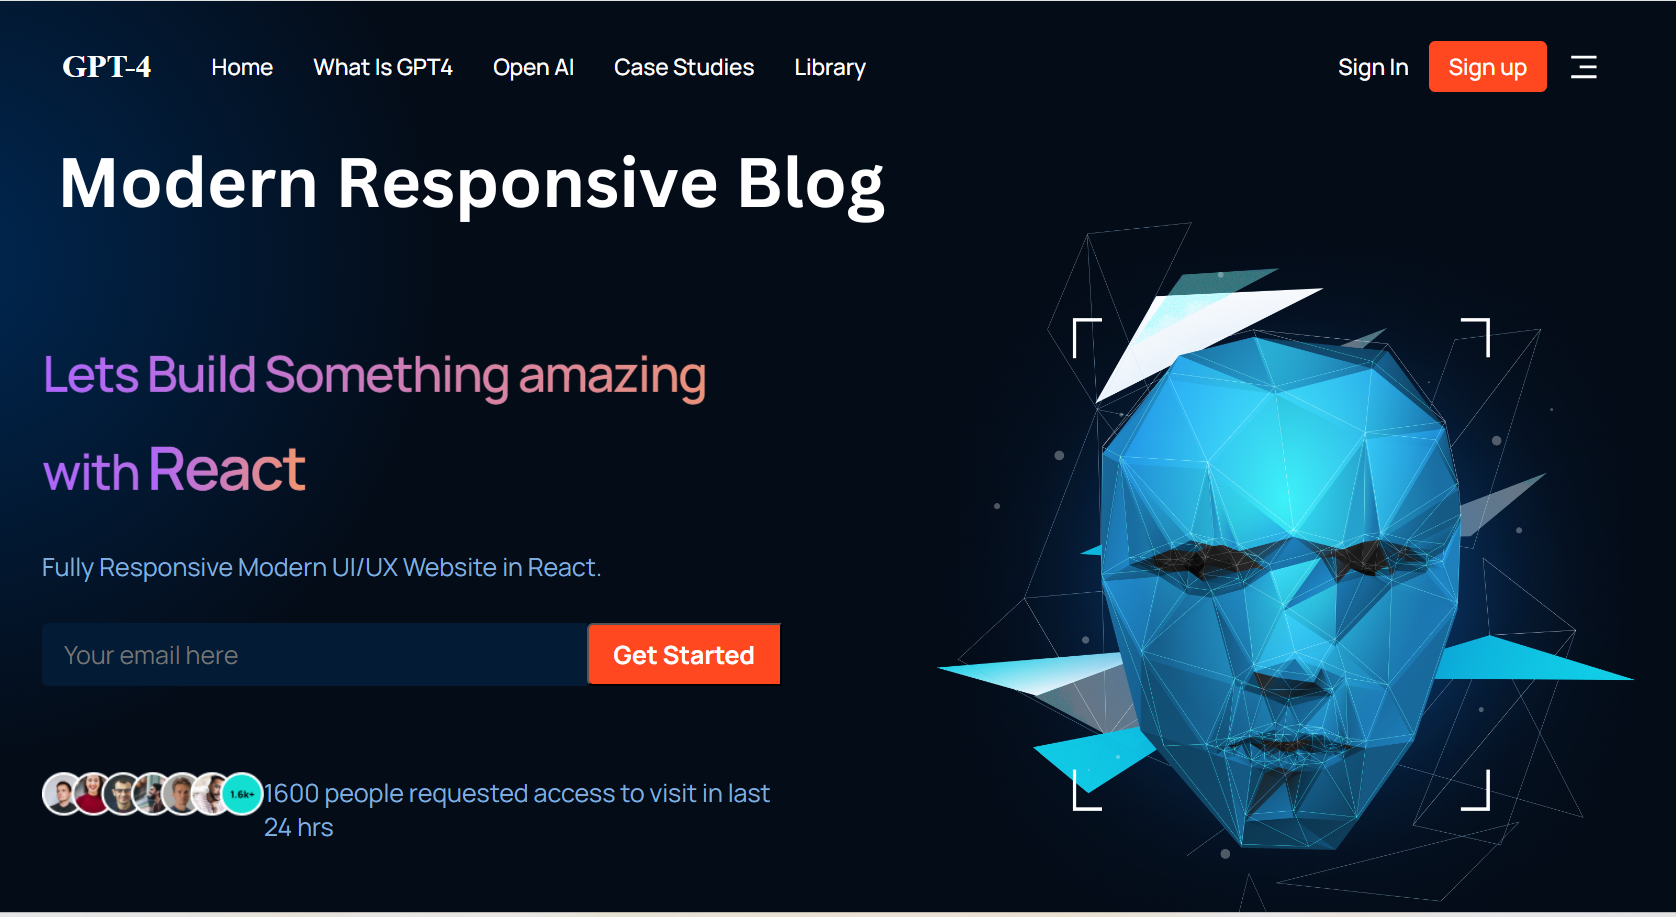 GPT-4 Home What Is GPT4 Open AI Case Studies Library Sign In Sign up
Modern Responsive Blog
Lets Build Something amazing
with React
Fully Responsive Modern UI/UX Website in React.
Your email here Get Started
1.6k+ 1600 people requested access to visit in last
24 hrs